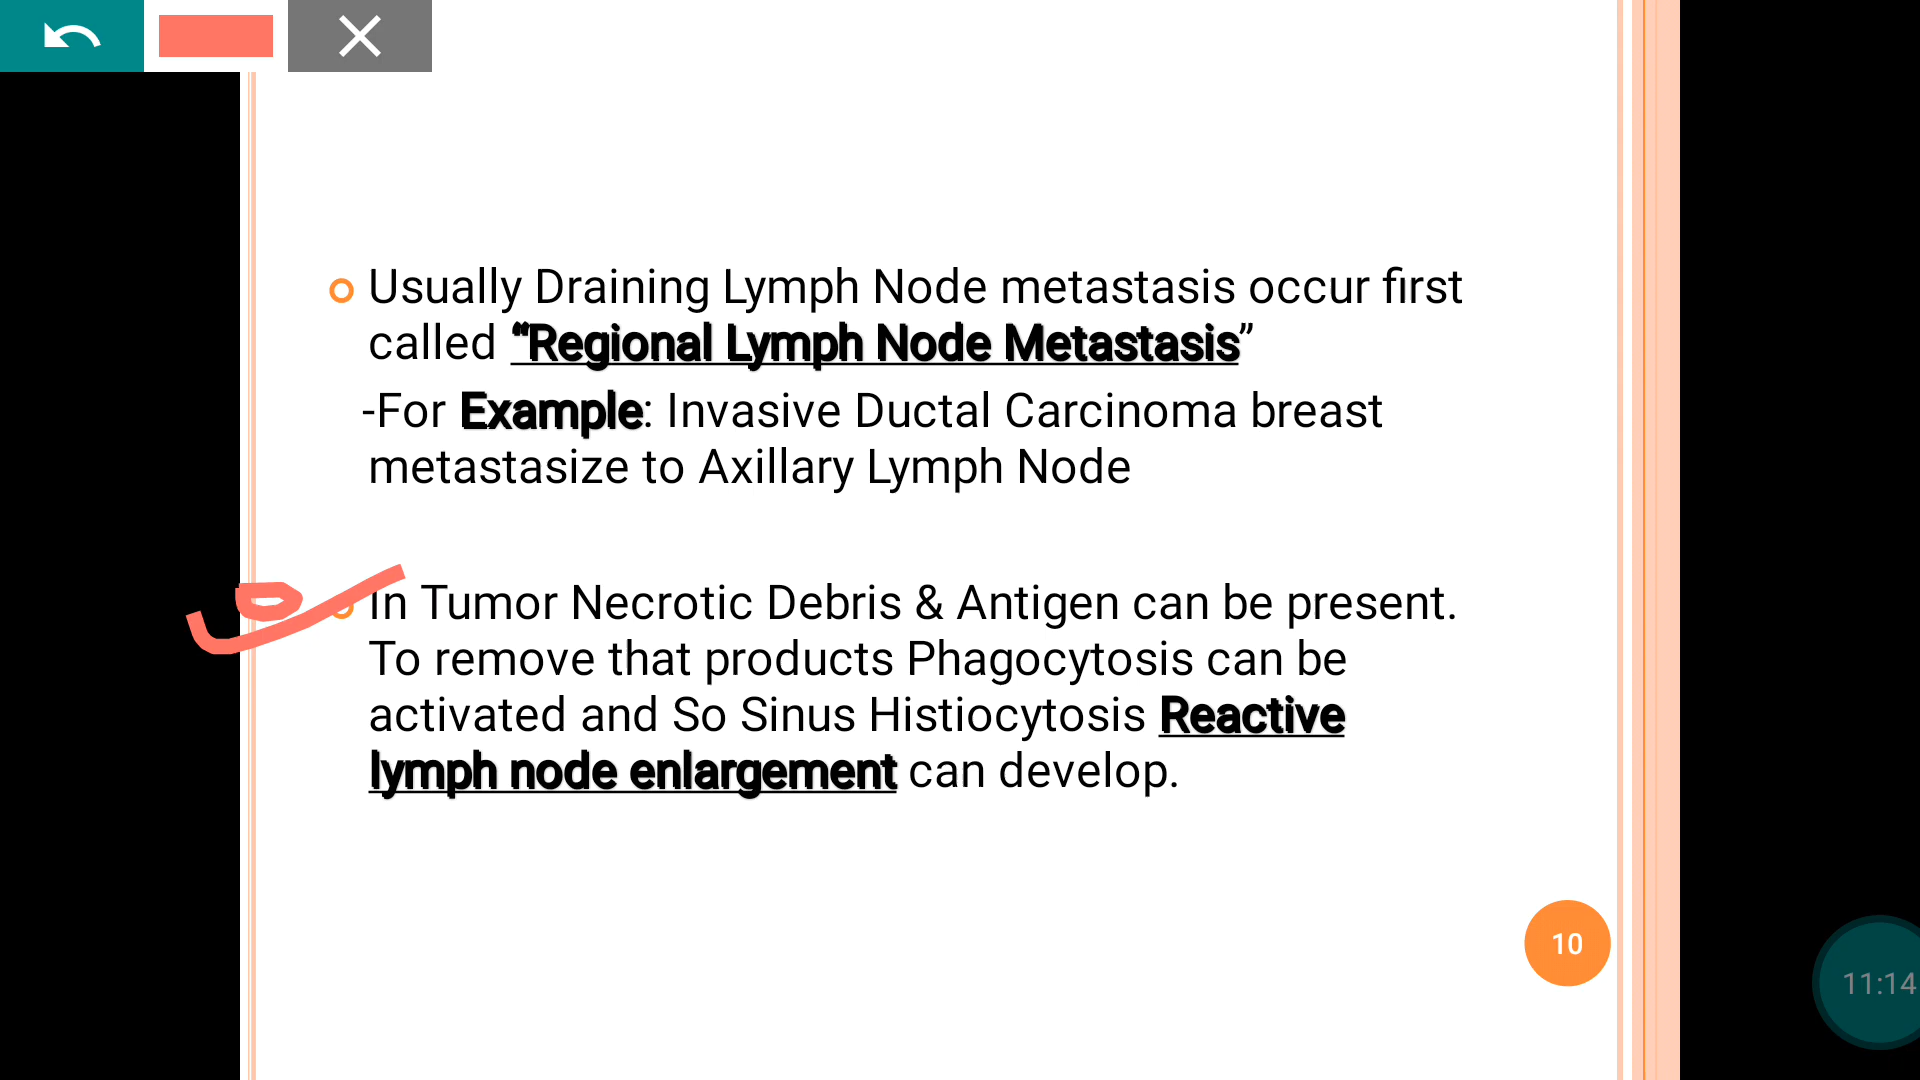 Usually Draining Lymph Node metastasis occur first
called “Regional Lymph Node Metastasis”
-For Example: Invasive Ductal Carcinoma breast
metastasize to Axillary Lymph Node
In Tumor Necrotic Debris & Antigen can be present.
To remove that products Phagocytosis can be
activated and So Sinus Histiocytosis Reactive
lymph node enlargement can develop.
10
11:14